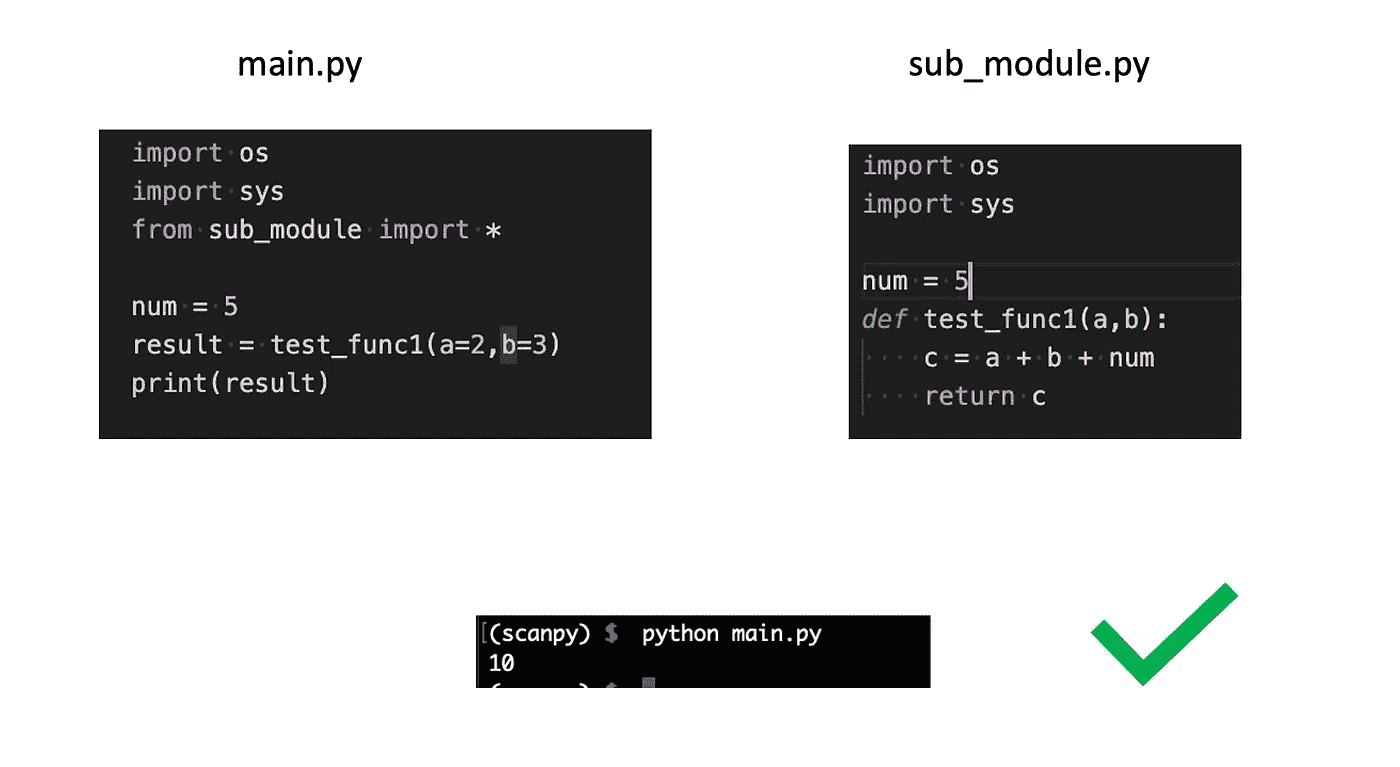 main.py
import os
import sys
from sub_module import *
num = 5
result = test_func1(a=2,b=3)
print(result)
sub_module.py
import os
import sys
num = 5
def test_func1(a,b):
    c = a + b + num
    return c
[(scanpy) $  python main.py
10